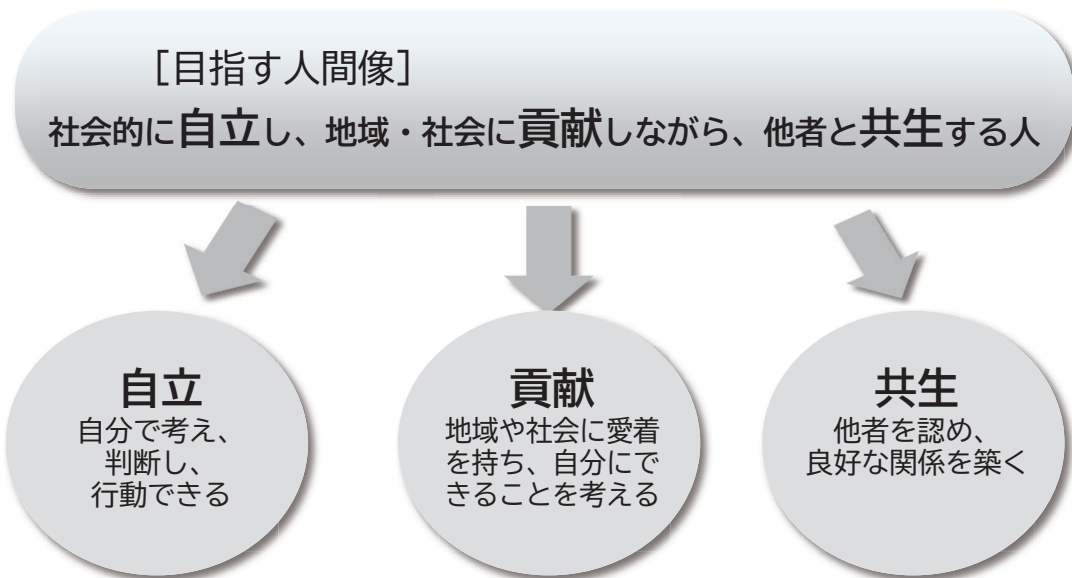 ［目指す人間像］
社会的に自立し、地域・社会に貢献しながら、他者と共生する人
自立
自分で考え、
判断し、
行動できる
貢献
地域や社会に愛着
を持ち、自分にで
きることを考える
共生
他者を認め、
良好な関係を築く